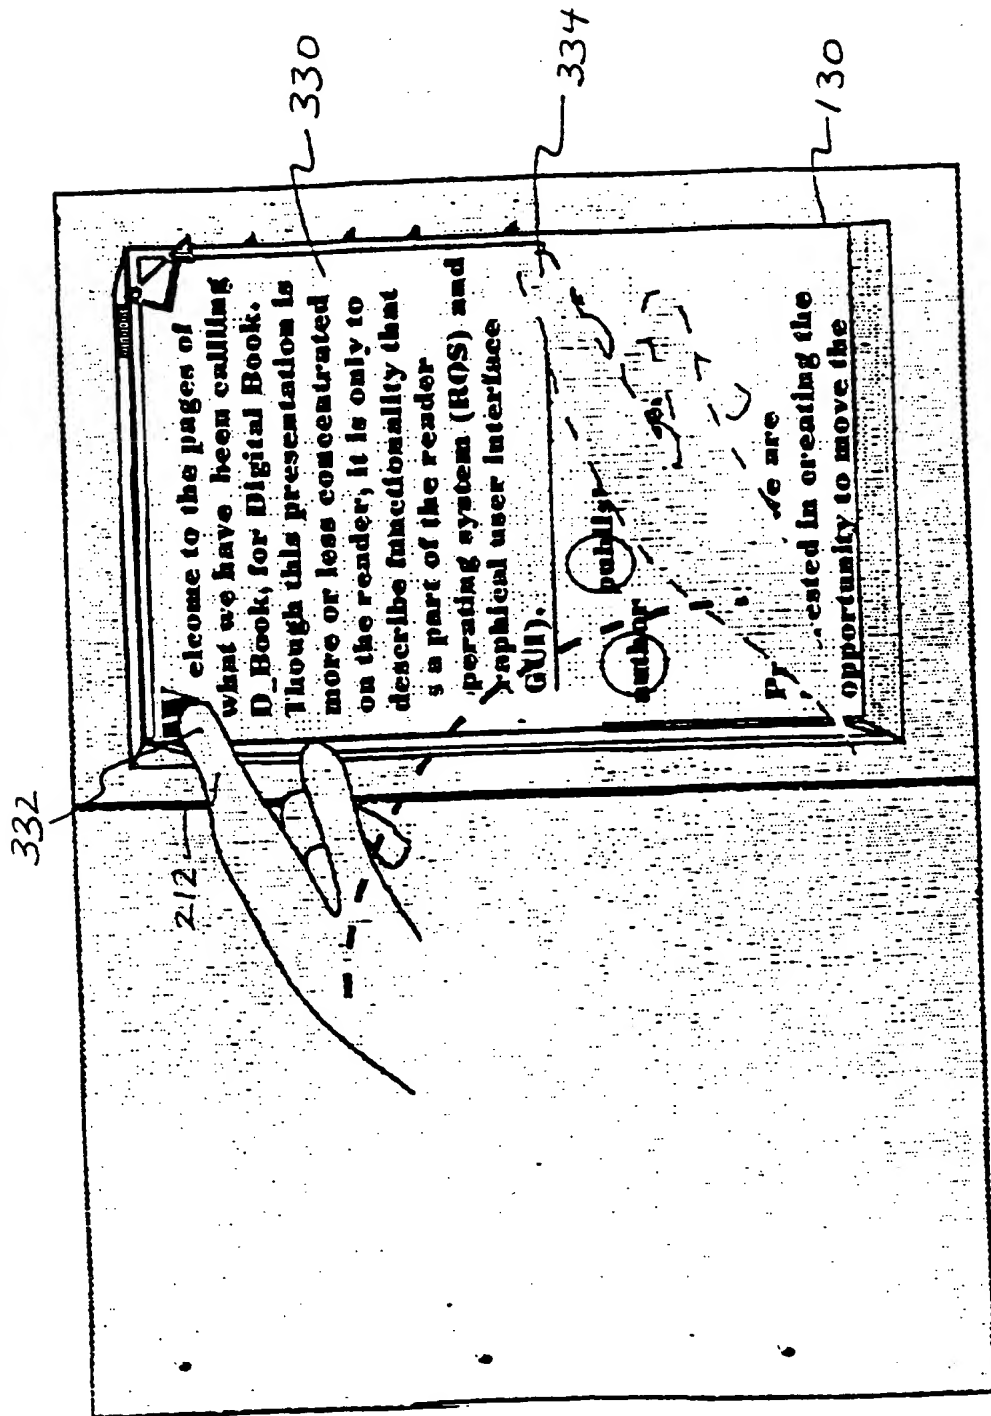 332
212
330
334
130
Welcome to the pages of
what we have been callling
D_Book, for Digital Book.
Though this presentation is
more or less concentrated
on the reader, it is only to
describe functionality that
s a part of the reader
perating system (ROS) and
raphical user interface
GUI).
author publis
Pr e are
ested in creating the
opportunity to move the